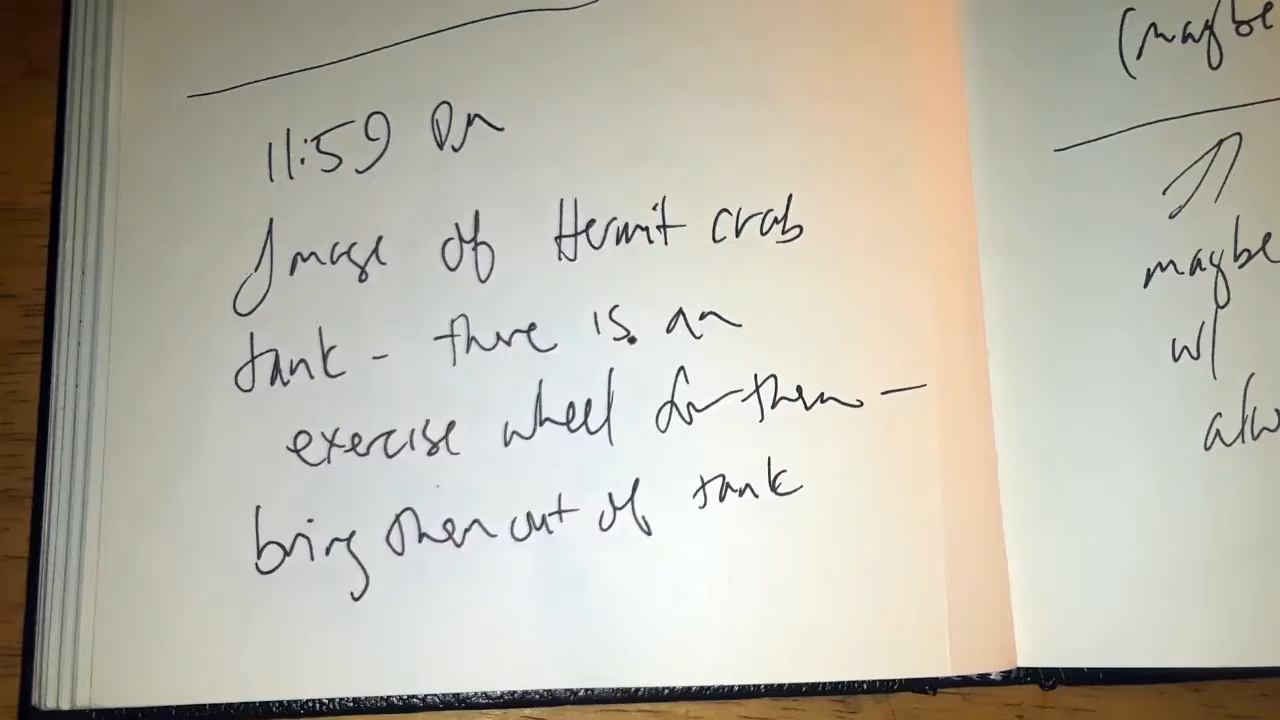 11:59 PM
Image of Hermit crab
tank - there is an
exercise wheel for them -
bring them out of tank
(maybe
maybe
w/